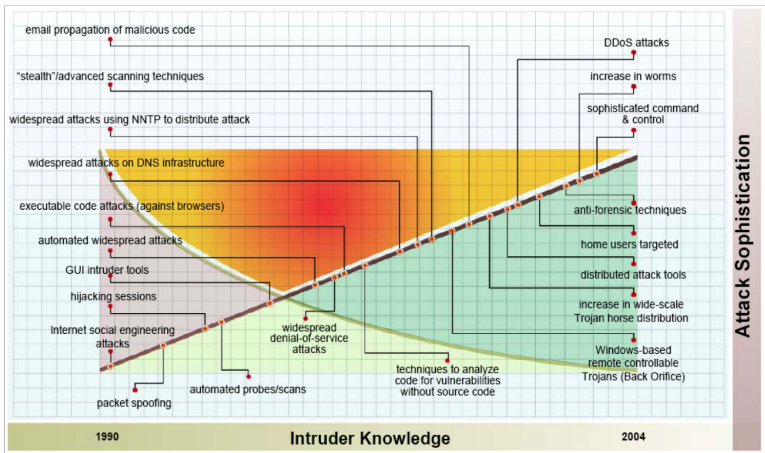 email propagation of malicious code
“stealth”/advanced scanning techniques
widespread attacks using NNTP to distribute attack
widespread attacks on DNS infrastructure
executable code attacks (against browsers)
automated widespread attacks
GUI intruder tools
hijacking sessions
Internet social engineering
attacks
packet spoofing
automated probes/scans
widespread
denial-of-service
attacks
techniques to analyze
code for vulnerabilities
without source code
DDoS attacks
increase in worms
sophisticated command
& control
anti-forensic techniques
home users targeted
distributed attack tools
increase in wide-scale
Trojan horse distribution
Windows-based
remote controllable
Trojans (Back Orifice)
Attack Sophistication
1990
Intruder Knowledge
2004